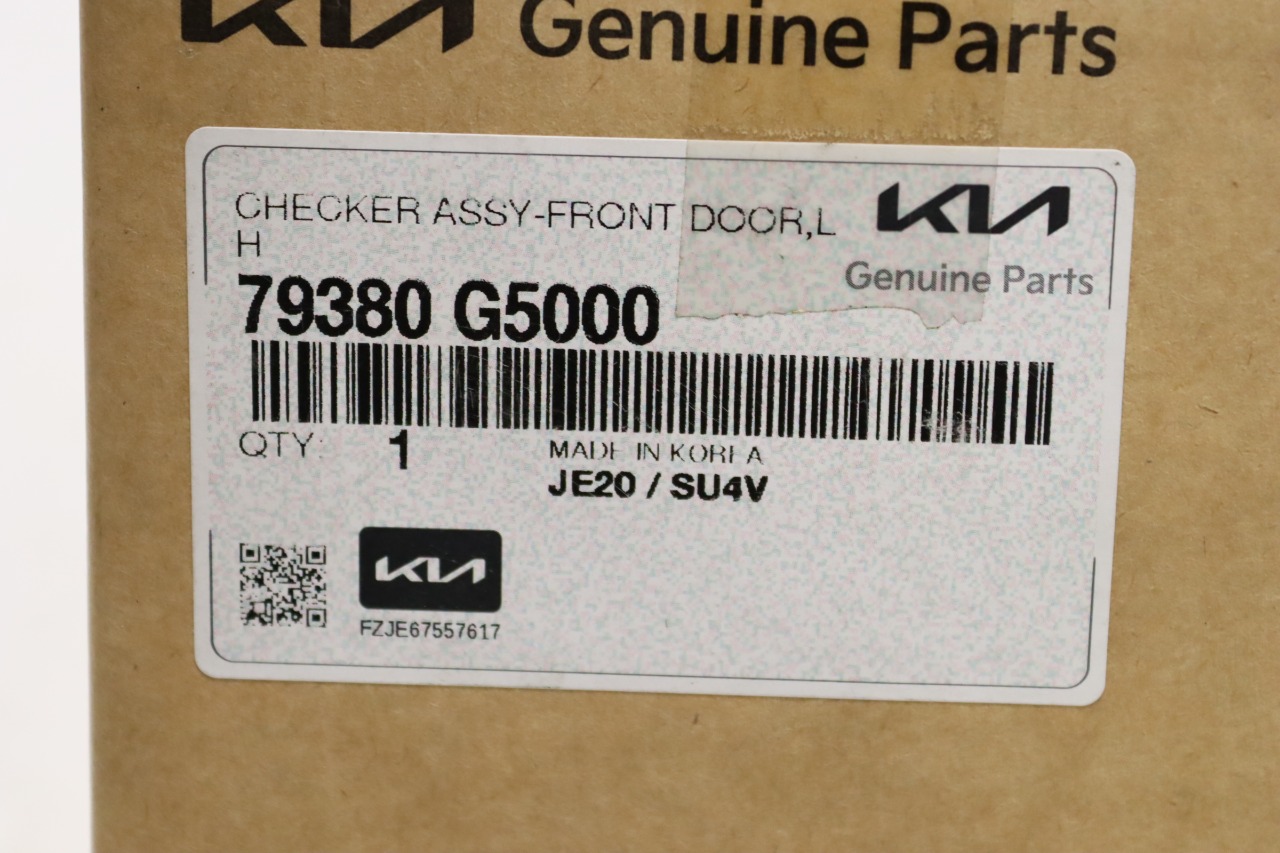 KIA Genuine Parts
CHECKER ASSY-FRONT DOOR,L
H
KIA
Genuine Parts
79380 G5000
QTY: 1
MADE IN KOREA
JE20 / SU4V
KIA
FZJE67557617